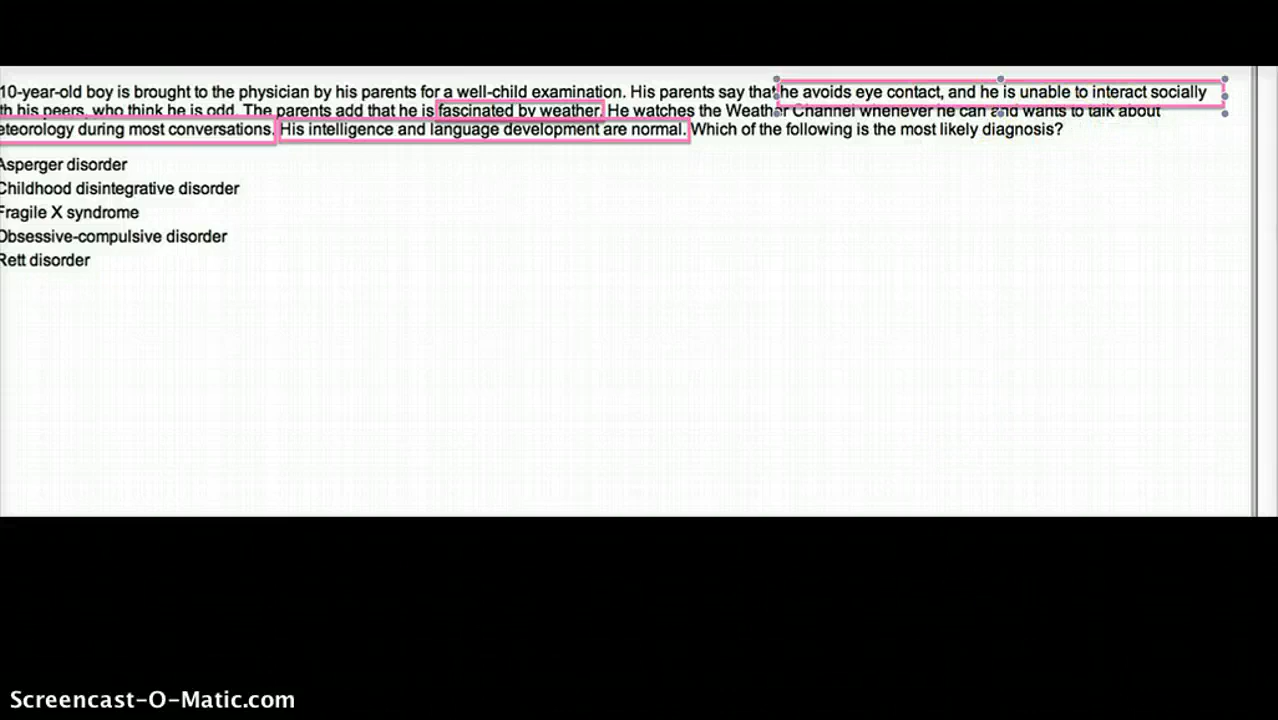 10-year-old boy is brought to the physician by his parents for a well-child examination. His parents say that he avoids eye contact, and he is unable to interact socially
th his peers, who think he is odd. The parents add that he is fascinated by weather. He watches the Weather Channel whenever he can and wants to talk about
eteorology during most conversations. His intelligence and language development are normal. Which of the following is the most likely diagnosis?
Asperger disorder
Childhood disintegrative disorder
Fragile X syndrome
Obsessive-compulsive disorder
Rett disorder
Screencast-O-Matic.com